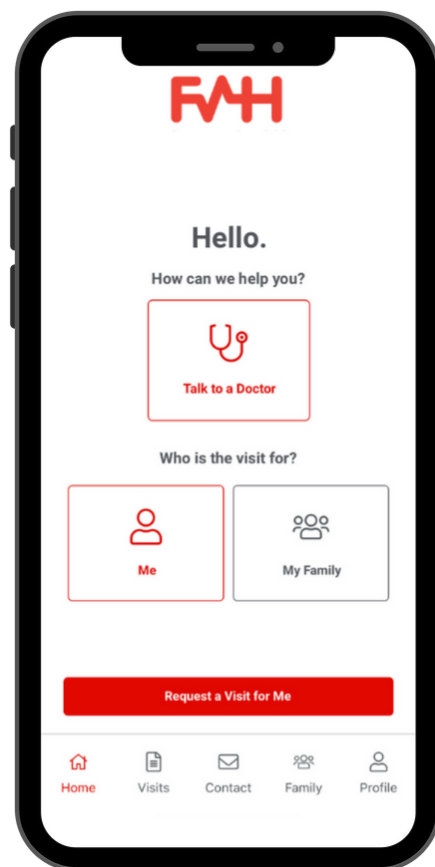 FAH
Hello.
How can we help you?
Talk to a Doctor
Who is the visit for?
Me
My Family
Request a Visit for Me
Home
Visits
Contact
Family
Profile